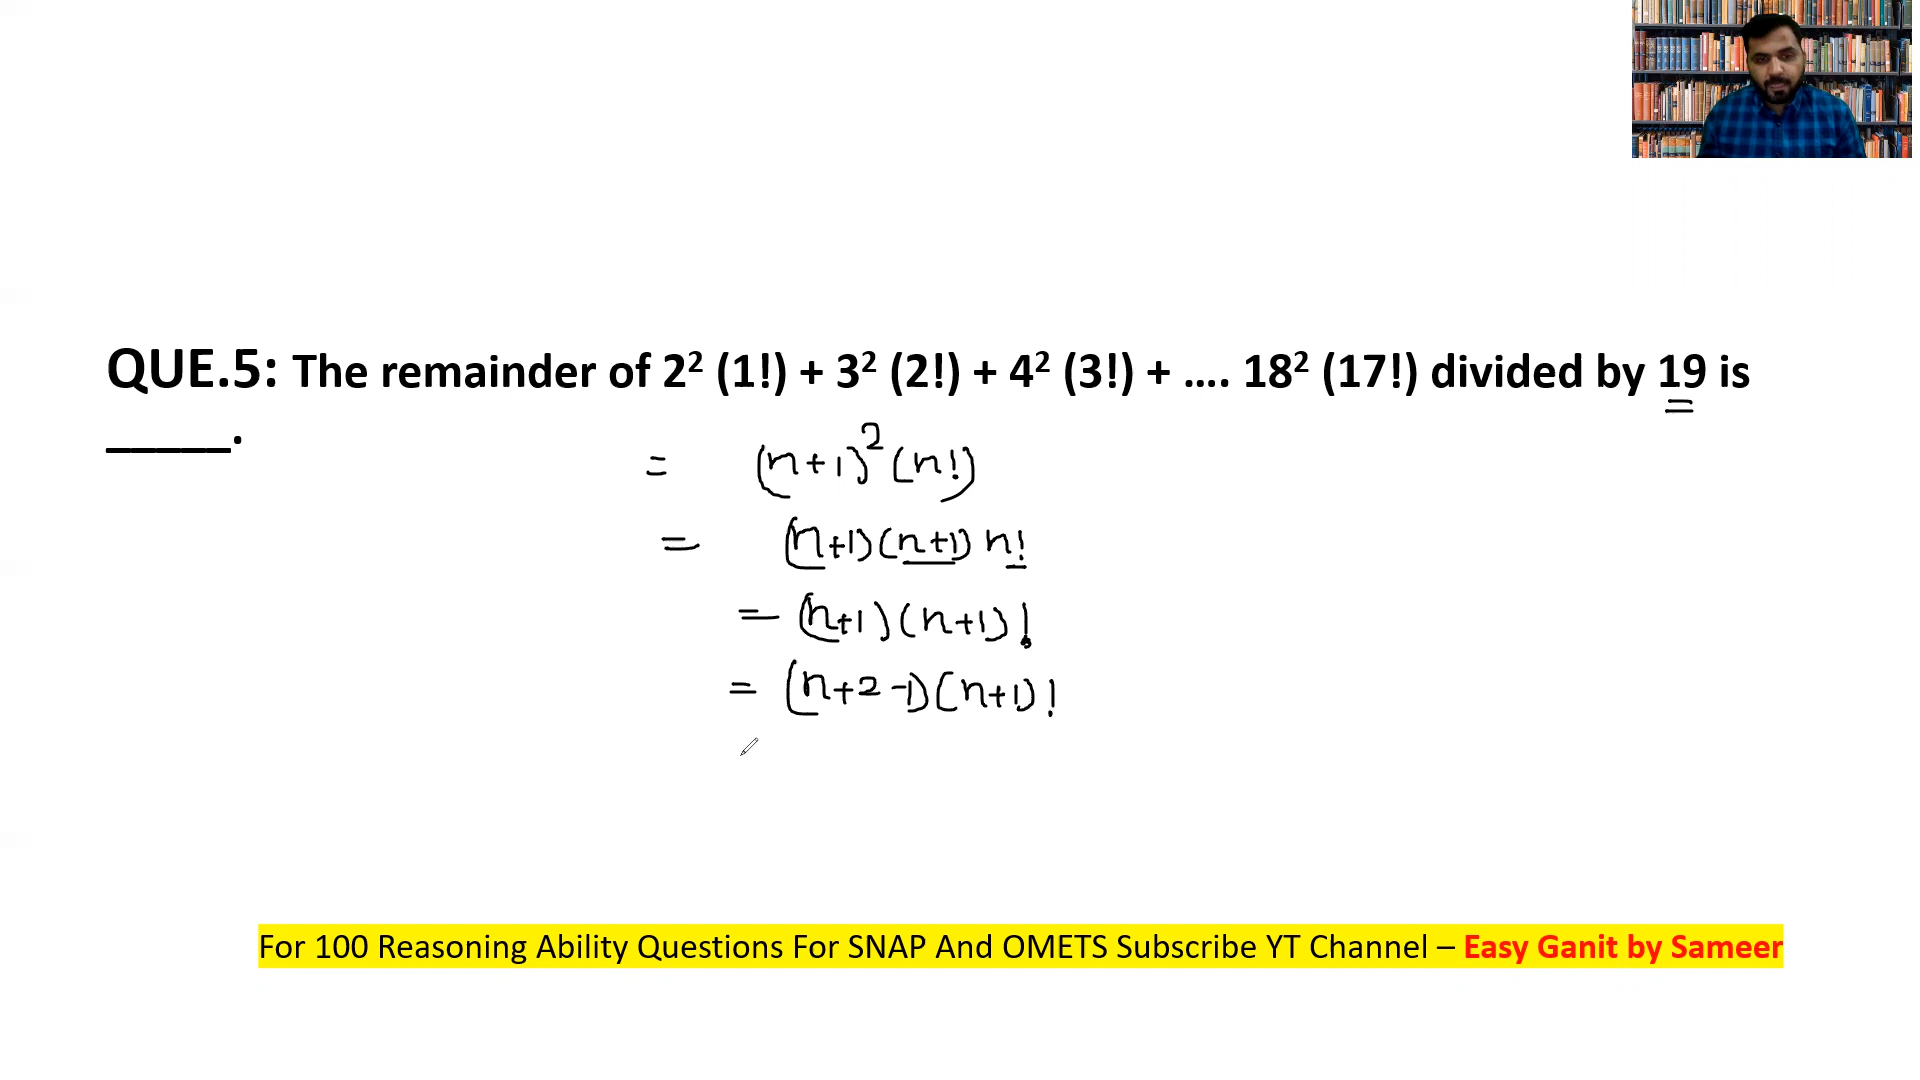 QUE.5: The remainder of 2² (1!) + 3² (2!) + 4² (3!) + .... 18² (17!) divided by 19 is
_____.
= (n+1)² (n!)
= (n+1)(n+1) n!
= (n+1)(n+1)!
= (n+2-1)(n+1)!
For 100 Reasoning Ability Questions For SNAP And OMETS Subscribe YT Channel – Easy Ganit by Sameer